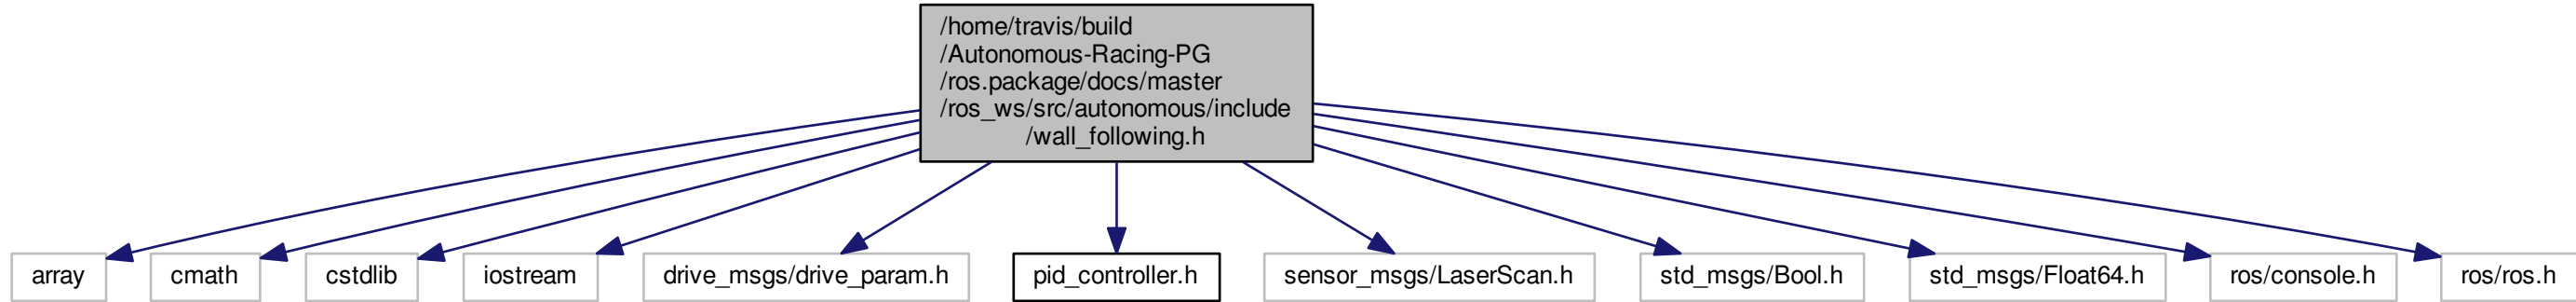 /home/travis/build
/Autonomous-Racing-PG
/ros.package/docs/master
/ros_ws/src/autonomous/include
/wall_following.h
array
cmath
cstdlib
iostream
drive_msgs/drive_param.h
pid_controller.h
sensor_msgs/LaserScan.h
std_msgs/Bool.h
std_msgs/Float64.h
ros/console.h
ros/ros.h